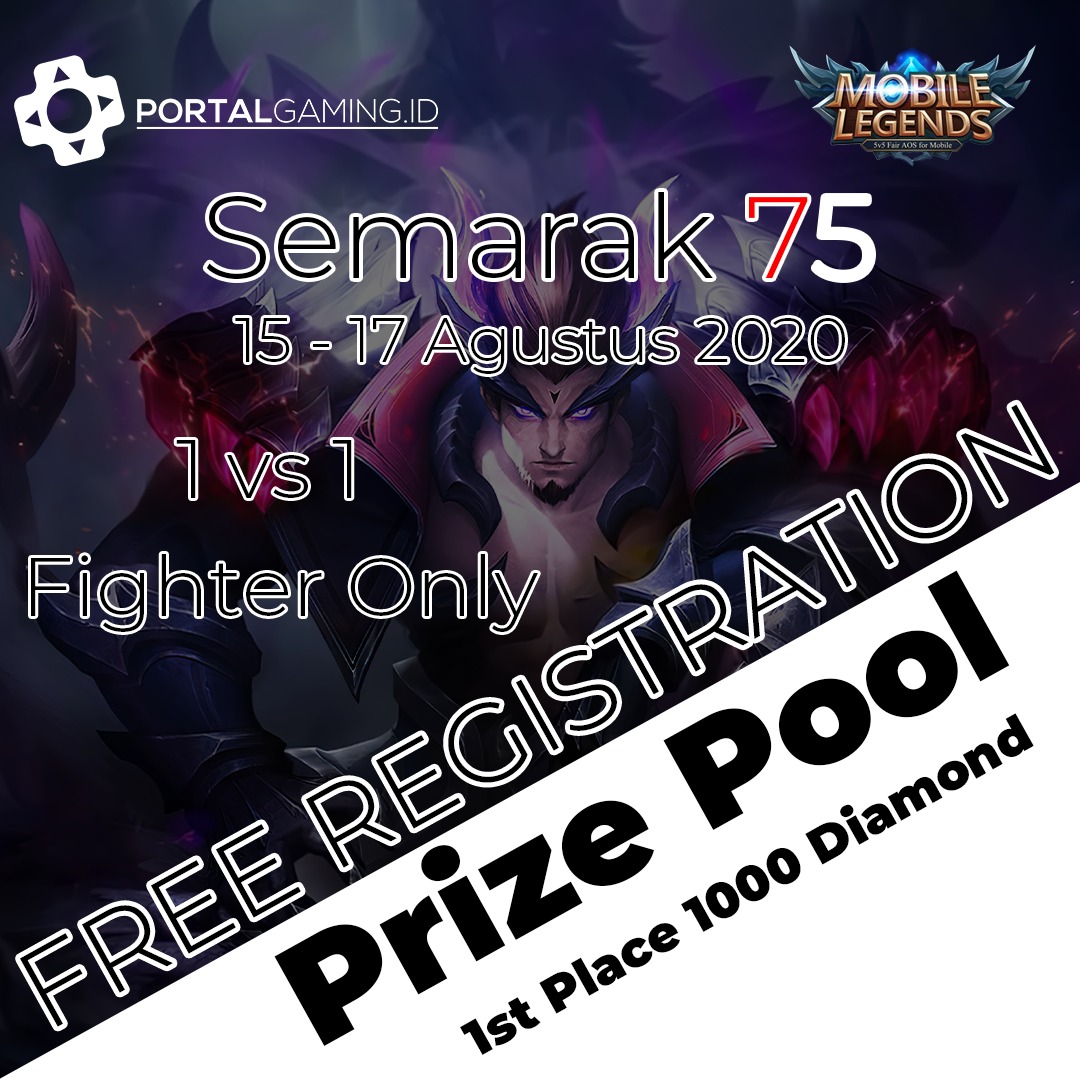 PORTALGAMING.ID
MOBILE
LEGENDS
5v5 Fair AOS for Mobile
Semarak 75
15 - 17 Agustus 2020
1 vs 1
Fighter Only
FREE REGISTRATION
Prize Pool
1st Place 1000 Diamond